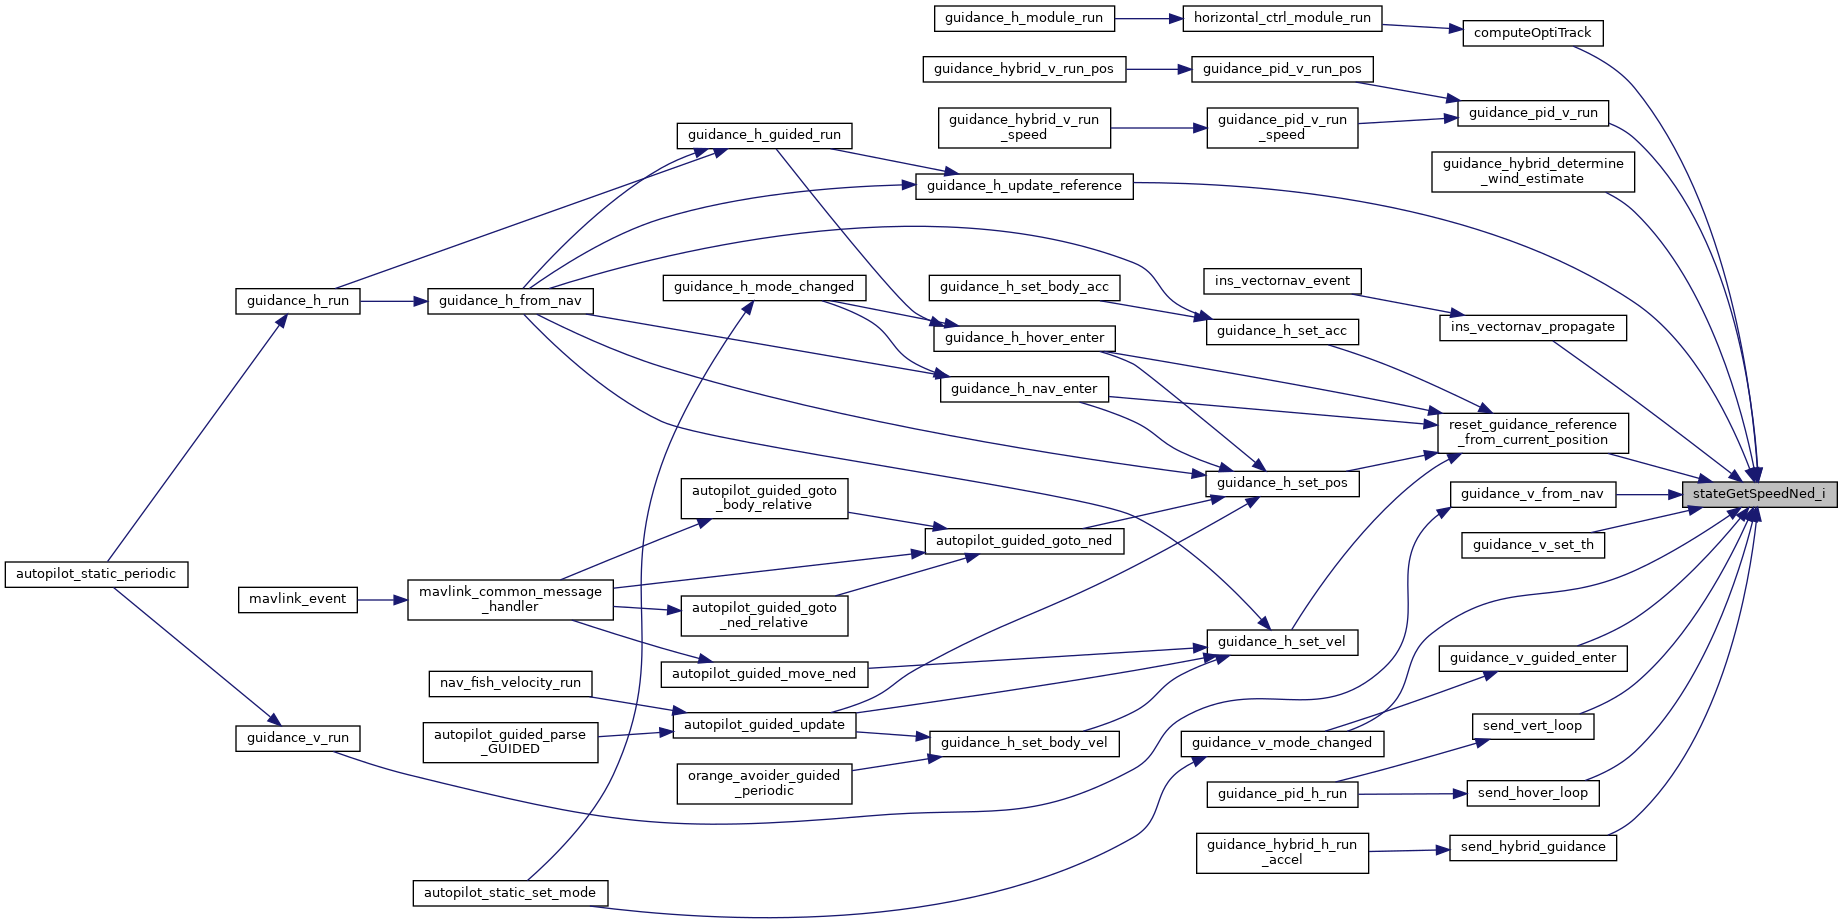 guidance_h_module_run
horizontal_ctrl_module_run
computeOptiTrack
guidance_hybrid_v_run_pos
guidance_pid_v_run_pos
guidance_pid_v_run
guidance_hybrid_v_run
_speed
guidance_pid_v_run
_speed
guidance_h_guided_run
guidance_hybrid_determine
_wind_estimate
guidance_h_update_reference
guidance_h_run
guidance_h_from_nav
guidance_h_mode_changed
guidance_h_set_body_acc
ins_vectornav_event
guidance_h_set_acc
ins_vectornav_propagate
guidance_h_hover_enter
guidance_h_nav_enter
reset_guidance_reference
_from_current_position
guidance_h_set_pos
stateGetSpeedNed_i
guidance_v_from_nav
autopilot_guided_goto
_body_relative
autopilot_guided_goto_ned
guidance_v_set_th
autopilot_static_periodic
mavlink_event
mavlink_common_message
_handler
autopilot_guided_goto
_ned_relative
guidance_h_set_vel
guidance_v_guided_enter
autopilot_guided_move_ned
nav_fish_velocity_run
autopilot_guided_update
send_vert_loop
guidance_v_run
autopilot_guided_parse
_GUIDED
guidance_h_set_body_vel
guidance_v_mode_changed
orange_avoider_guided
_periodic
guidance_pid_h_run
send_hover_loop
guidance_hybrid_h_run
_accel
send_hybrid_guidance
autopilot_static_set_mode